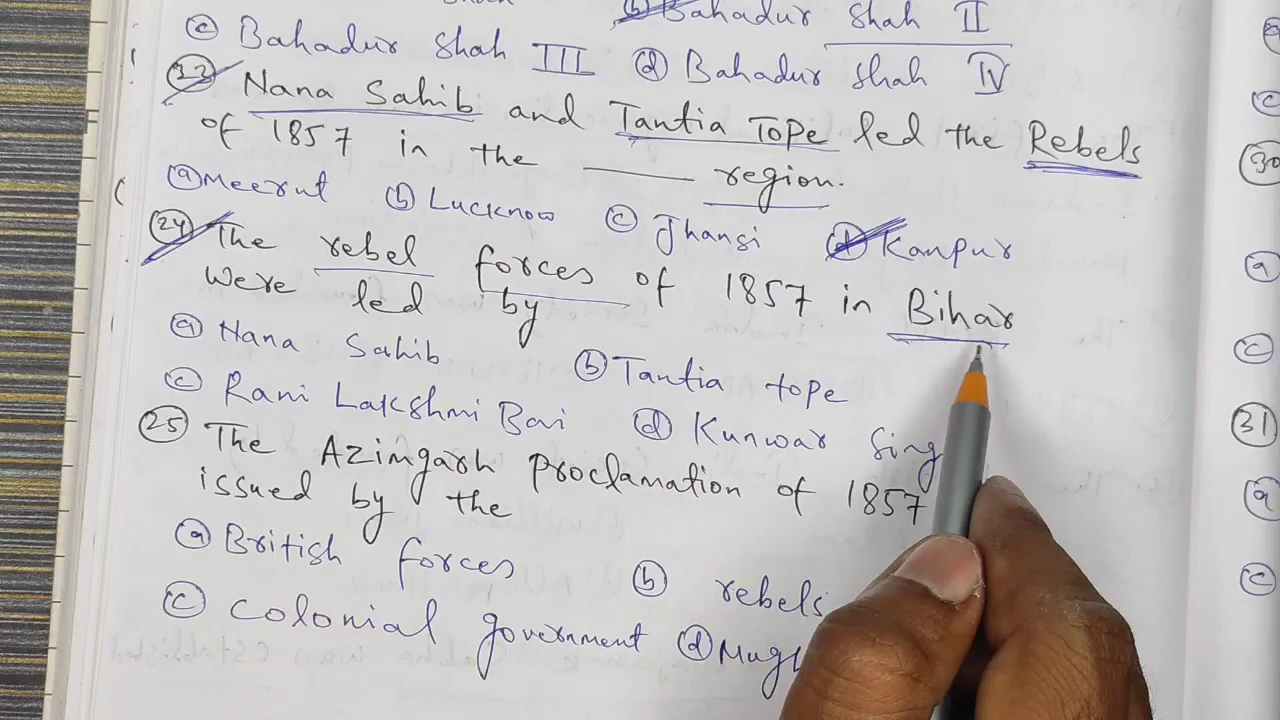 (b) Bahadur Shah II
(c) Bahadur Shah III (d) Bahadur Shah IV
(23) Nana Sahib and Tantia Tope led the Rebels
of 1857 in the ______ region.
(a) Meerut (b) Lucknow (c) Jhansi (d) Kanpur
(24) The rebel forces of 1857 in Bihar
were led by
(a) Nana Sahib (b) Tantia tope
(c) Rani Lakshmi Bai (d) Kunwar Sing
(25) The Azimgarh proclamation of 1857
issued by the
(a) British forces (b) rebels
(c) colonial government (d)
30
31